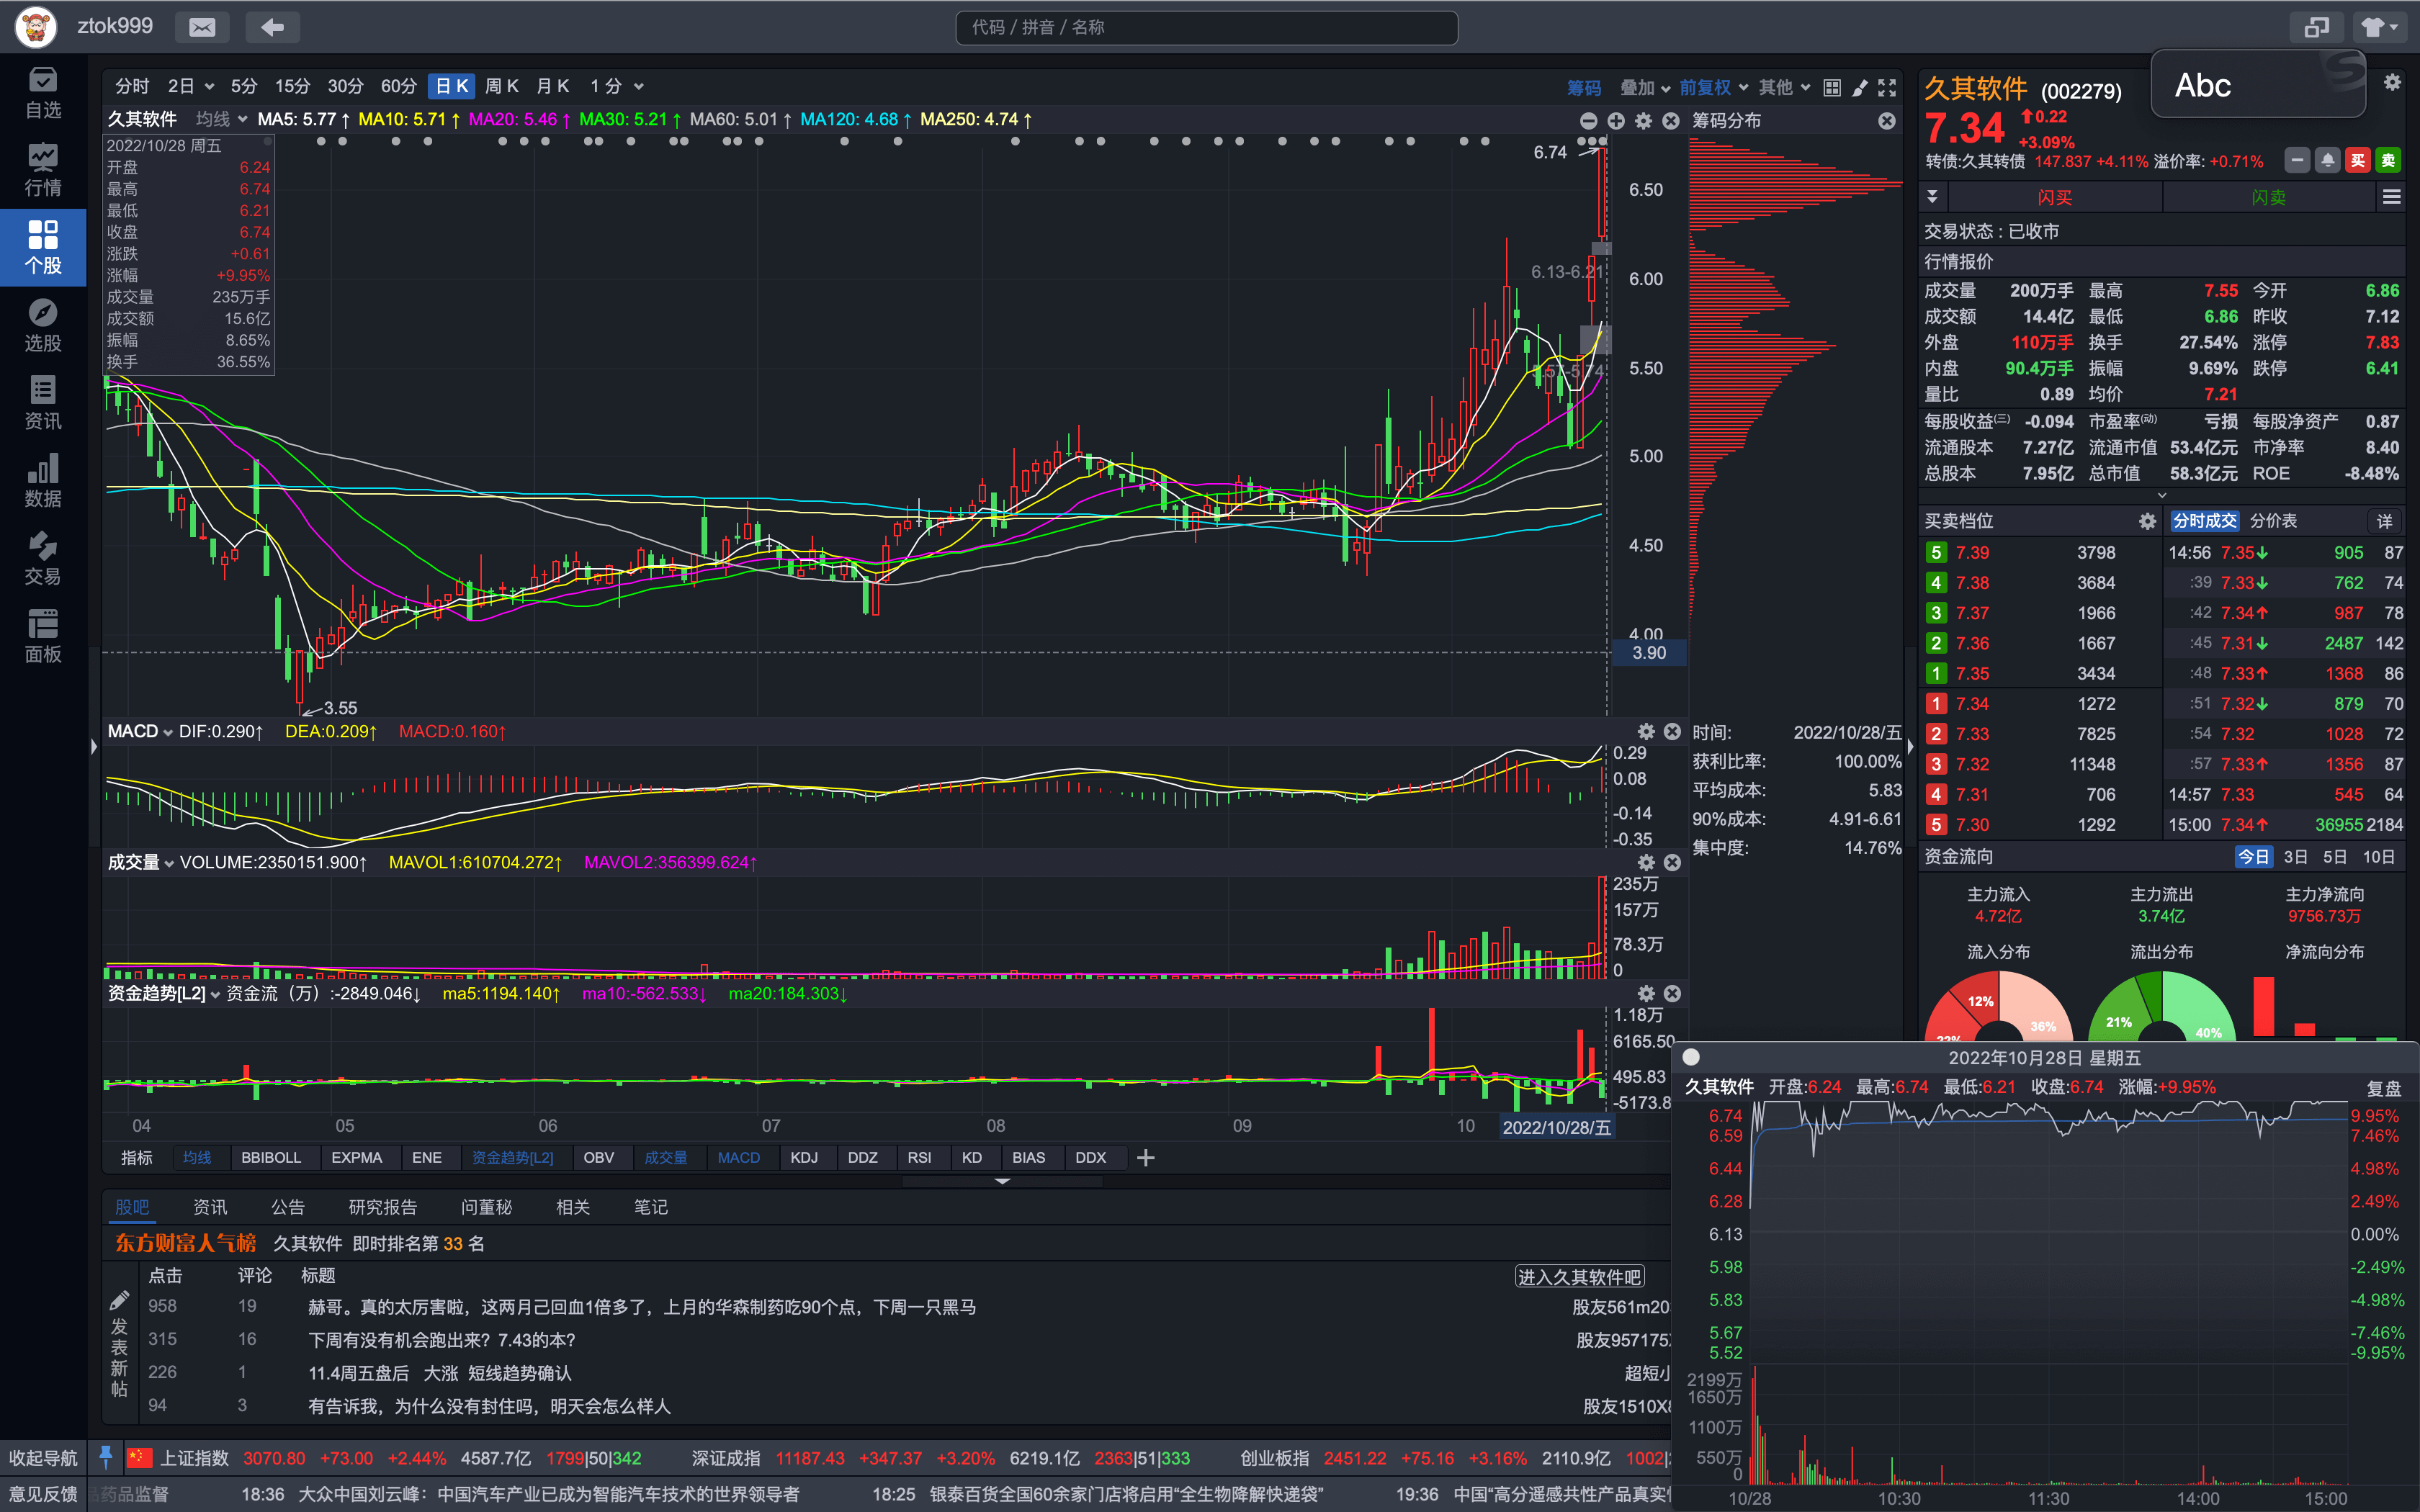 ztok999
代码 / 拼音 / 名称
Abc
自选
行情
个股
选股
资讯
数据
交易
面板
分时 2日 5分 15分 30分 60分 日K 周K 月K 1分
筹码 叠加 前复权 其他
久其软件 均线 MA5: 5.77↑ MA10: 5.71↑ MA20: 5.46↑ MA30: 5.21↑ MA60: 5.01↑ MA120: 4.68↑ MA250: 4.74↑
筹码分布
2022/10/28 周五
开盘 6.24
最高 6.74
最低 6.21
收盘 6.74
涨跌 +0.61
涨幅 +9.95%
成交量 235万手
成交额 15.6亿
振幅 8.65%
换手 36.55%
6.74
6.13-6.21
5.57-5.74
3.55
6.50
6.00
5.50
5.00
4.50
4.00
3.90
MACD DIF:0.290↑ DEA:0.209↑ MACD:0.160↑
0.29
0.08
-0.14
-0.35
成交量 VOLUME:2350151.900↑ MAVOL1:610704.272↑ MAVOL2:356399.624↑
235万
157万
78.3万
0
资金趋势[L2] 资金流（万）:-2849.046↓ ma5:1194.140↑ ma10:-562.533↓ ma20:184.303↓
1.18万
6165.50
495.83
-5173.8
04 05 06 07 08 09 10 2022/10/28/五
时间: 2022/10/28/五
获利比率: 100.00%
平均成本: 5.83
90%成本: 4.91-6.61
集中度: 14.76%
指标 均线 BBIBOLL EXPMA ENE 资金趋势[L2] OBV 成交量 MACD KDJ DDZ RSI KD BIAS DDX
股吧 资讯 公告 研究报告 问董秘 相关 笔记
东方财富人气榜 久其软件 即时排名第 33 名
点击 评论 标题 进入久其软件吧
发表新帖
958 19 赫哥。真的太厉害啦，这两月己回血1倍多了，上月的华森制药吃90个点，下周一只黑马 股友561m20
315 16 下周有没有机会跑出来？7.43的本？ 股友957175
226 1 11.4周五盘后 大涨 短线趋势确认 超短小
94 3 有告诉我，为什么没有封住吗，明天会怎么样人 股友1510X
久其软件 (002279)
7.34 0.22
+3.09%
转债:久其转债 147.837 +4.11% 溢价率: +0.71% 买 卖
闪买 闪卖
交易状态：已收市
行情报价
成交量 200万手 最高 7.55 今开 6.86
成交额 14.4亿 最低 6.86 昨收 7.12
外盘 110万手 换手 27.54% 涨停 7.83
内盘 90.4万手 振幅 9.69% 跌停 6.41
量比 0.89 均价 7.21
每股收益(三) -0.094 市盈率(动) 亏损 每股净资产 0.87
流通股本 7.27亿 流通市值 53.4亿元 市净率 8.40
总股本 7.95亿 总市值 58.3亿元 ROE -8.48%
买卖档位 分时成交 分价表 详
5 7.39 3798 14:56 7.35↓ 905 87
4 7.38 3684 :39 7.33↓ 762 74
3 7.37 1966 :42 7.34↑ 987 78
2 7.36 1667 :45 7.31↓ 2487 142
1 7.35 3434 :48 7.33↑ 1368 86
1 7.34 1272 :51 7.32↓ 879 70
2 7.33 7825 :54 7.32 1028 72
3 7.32 11348 :57 7.33↑ 1356 87
4 7.31 706 14:57 7.33 545 64
5 7.30 1292 15:00 7.34↑ 36955 2184
资金流向 今日 3日 5日 10日
主力流入 主力流出 主力净流向
4.72亿 3.74亿 9756.73万
流入分布 流出分布 净流向分布
12% 36% 21% 40%
2022年10月28日 星期五
久其软件 开盘:6.24 最高:6.74 最低:6.21 收盘:6.74 涨幅:+9.95% 复盘
6.74 9.95%
6.59 7.46%
6.44 4.98%
6.28 2.49%
6.13 0.00%
5.98 -2.49%
5.83 -4.98%
5.67 -7.46%
5.52 -9.95%
2199万
1650万
1100万
550万
0
10/28 10:30 11:30 14:00 15:00
收起导航 上证指数 3070.80 +73.00 +2.44% 4587.7亿 1799|50|342 深证成指 11187.43 +347.37 +3.20% 6219.1亿 2363|51|333 创业板指 2451.22 +75.16 +3.16% 2110.9亿 1002|
意见反馈 药品监督 18:36 大众中国刘云峰：中国汽车产业已成为智能汽车技术的世界领导者 18:25 银泰百货全国60余家门店将启用“全生物降解快递袋” 19:36 中国“高分遥感共性产品真实